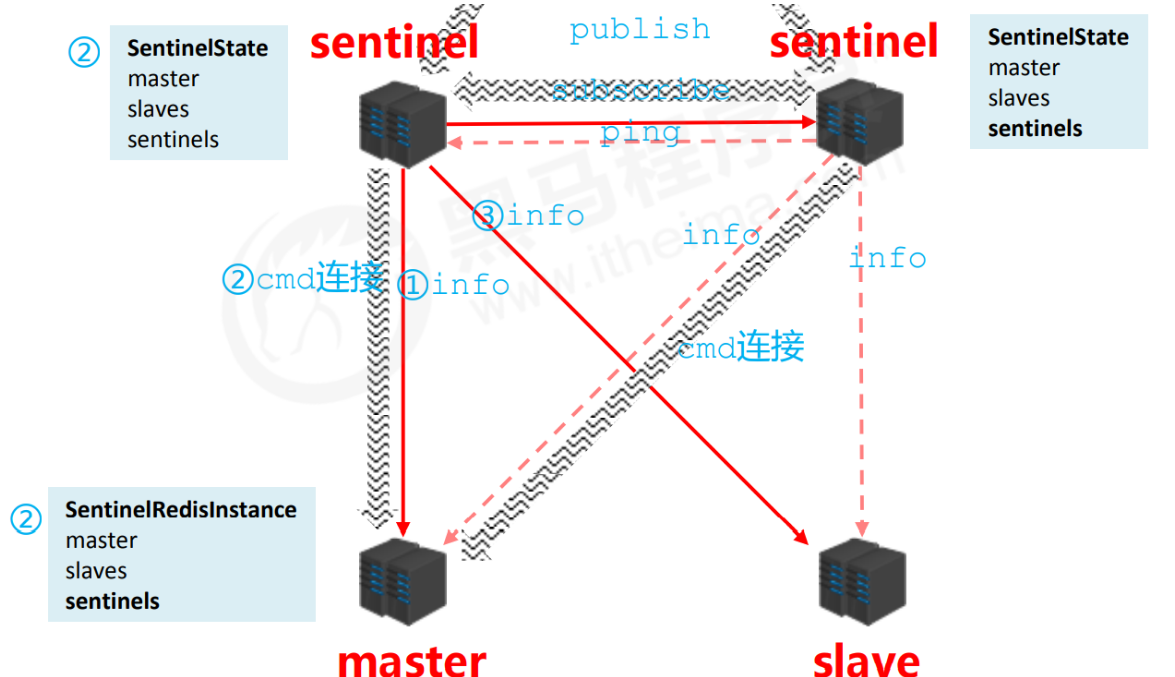 ②
SentinelState
master
slaves
sentinels
sentinel
publish
subscribe
ping
sentinel
SentinelState
master
slaves
sentinels
③info
info
info
②cmd连接
①info
cmd连接
黑马程序
www.itheima.com
②
SentinelRedisInstance
master
slaves
sentinels
master
slave